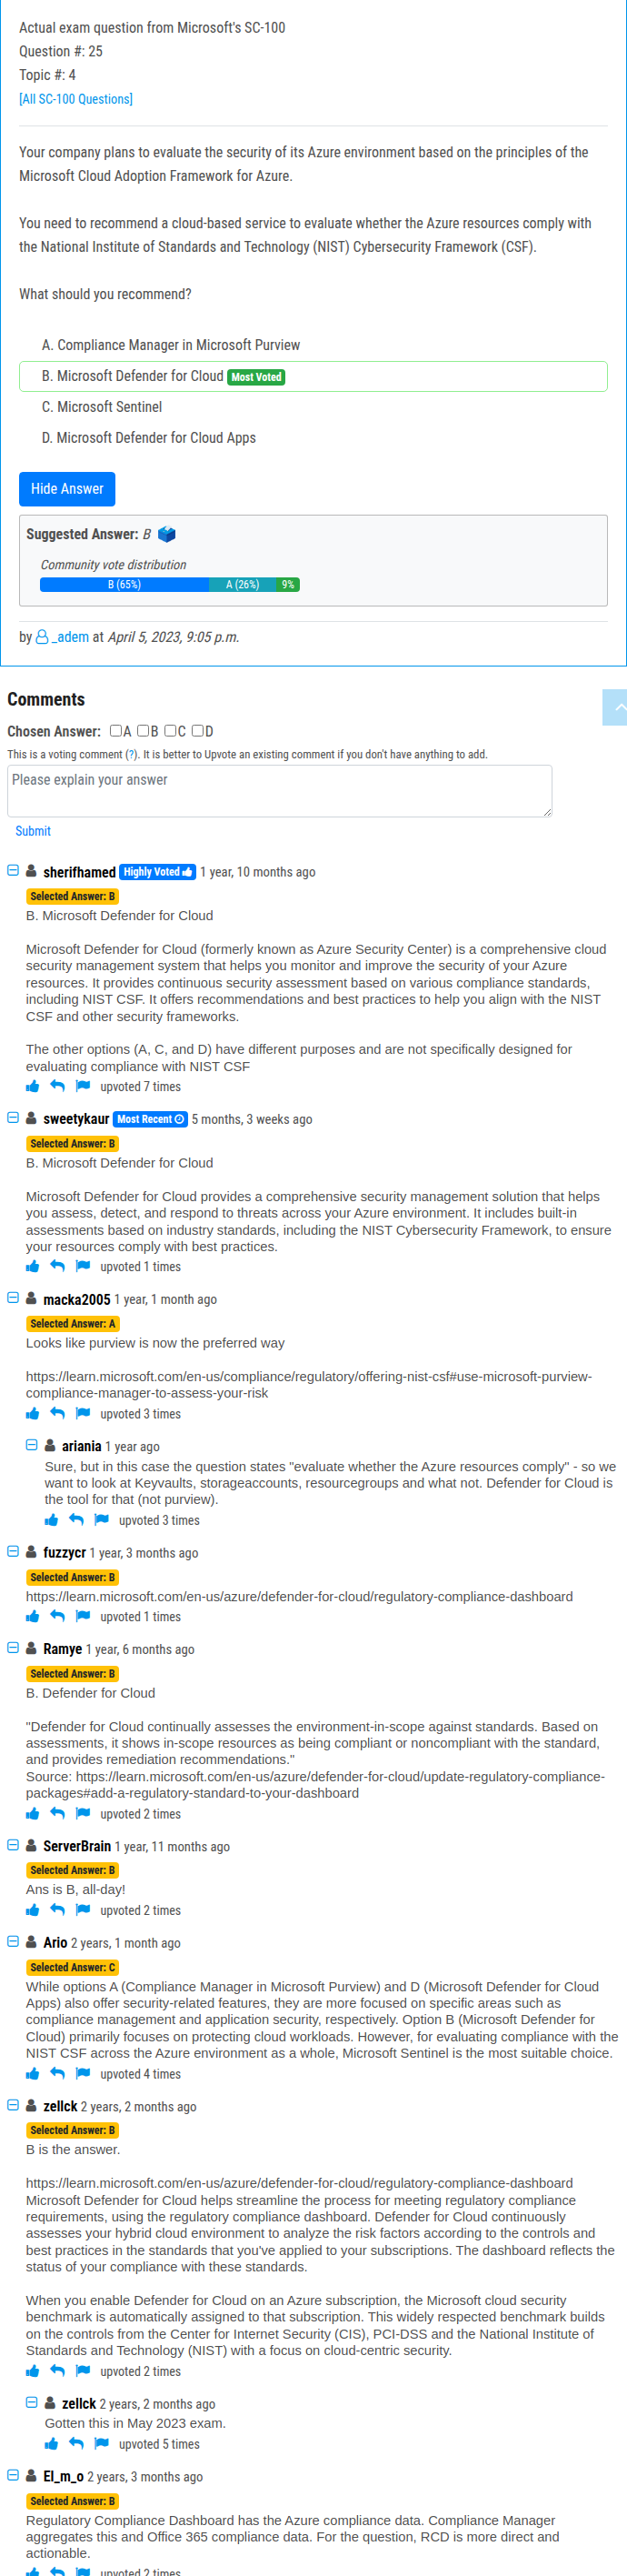 Actual exam question from Microsoft's SC-100
Question #: 25
Topic #: 4
[All SC-100 Questions]
Your company plans to evaluate the security of its Azure environment based on the principles of the
Microsoft Cloud Adoption Framework for Azure.
You need to recommend a cloud-based service to evaluate whether the Azure resources comply with
the National Institute of Standards and Technology (NIST) Cybersecurity Framework (CSF).
What should you recommend?
A. Compliance Manager in Microsoft Purview
B. Microsoft Defender for Cloud Most Voted
C. Microsoft Sentinel
D. Microsoft Defender for Cloud Apps
Hide Answer
Suggested Answer: B
Community vote distribution
B (65%) A (26%) 9%
by _adem at April 5, 2023, 9:05 p.m.
Comments
Chosen Answer: A B C D
This is a voting comment (?). It is better to Upvote an existing comment if you don't have anything to add.
Please explain your answer
Submit
sherifhamed Highly Voted 1 year, 10 months ago
Selected Answer: B
B. Microsoft Defender for Cloud
Microsoft Defender for Cloud (formerly known as Azure Security Center) is a comprehensive cloud
security management system that helps you monitor and improve the security of your Azure
resources. It provides continuous security assessment based on various compliance standards,
including NIST CSF. It offers recommendations and best practices to help you align with the NIST
CSF and other security frameworks.
The other options (A, C, and D) have different purposes and are not specifically designed for
evaluating compliance with NIST CSF
upvoted 7 times
sweetykaur Most Recent 5 months, 3 weeks ago
Selected Answer: B
B. Microsoft Defender for Cloud
Microsoft Defender for Cloud provides a comprehensive security management solution that helps
you assess, detect, and respond to threats across your Azure environment. It includes built-in
assessments based on industry standards, including the NIST Cybersecurity Framework, to ensure
your resources comply with best practices.
upvoted 1 times
macka2005 1 year, 1 month ago
Selected Answer: A
Looks like purview is now the preferred way
https://learn.microsoft.com/en-us/compliance/regulatory/offering-nist-csf#use-microsoft-purview-
compliance-manager-to-assess-your-risk
upvoted 3 times
ariania 1 year ago
Sure, but in this case the question states "evaluate whether the Azure resources comply" - so we
want to look at Keyvaults, storageaccounts, resourcegroups and what not. Defender for Cloud is
the tool for that (not purview).
upvoted 3 times
fuzzycr 1 year, 3 months ago
Selected Answer: B
https://learn.microsoft.com/en-us/azure/defender-for-cloud/regulatory-compliance-dashboard
upvoted 1 times
Ramye 1 year, 6 months ago
Selected Answer: B
B. Defender for Cloud
"Defender for Cloud continually assesses the environment-in-scope against standards. Based on
assessments, it shows in-scope resources as being compliant or noncompliant with the standard,
and provides remediation recommendations."
Source: https://learn.microsoft.com/en-us/azure/defender-for-cloud/update-regulatory-compliance-
packages#add-a-regulatory-standard-to-your-dashboard
upvoted 2 times
ServerBrain 1 year, 11 months ago
Selected Answer: B
Ans is B, all-day!
upvoted 2 times
Ario 2 years, 1 month ago
Selected Answer: C
While options A (Compliance Manager in Microsoft Purview) and D (Microsoft Defender for Cloud
Apps) also offer security-related features, they are more focused on specific areas such as
compliance management and application security, respectively. Option B (Microsoft Defender for
Cloud) primarily focuses on protecting cloud workloads. However, for evaluating compliance with the
NIST CSF across the Azure environment as a whole, Microsoft Sentinel is the most suitable choice.
upvoted 4 times
zellck 2 years, 2 months ago
Selected Answer: B
B is the answer.
https://learn.microsoft.com/en-us/azure/defender-for-cloud/regulatory-compliance-dashboard
Microsoft Defender for Cloud helps streamline the process for meeting regulatory compliance
requirements, using the regulatory compliance dashboard. Defender for Cloud continuously
assesses your hybrid cloud environment to analyze the risk factors according to the controls and
best practices in the standards that you've applied to your subscriptions. The dashboard reflects the
status of your compliance with these standards.
When you enable Defender for Cloud on an Azure subscription, the Microsoft cloud security
benchmark is automatically assigned to that subscription. This widely respected benchmark builds
on the controls from the Center for Internet Security (CIS), PCI-DSS and the National Institute of
Standards and Technology (NIST) with a focus on cloud-centric security.
upvoted 2 times
zellck 2 years, 2 months ago
Gotten this in May 2023 exam.
upvoted 5 times
El_m_o 2 years, 3 months ago
Selected Answer: B
Regulatory Compliance Dashboard has the Azure compliance data. Compliance Manager
aggregates this and Office 365 compliance data. For the question, RCD is more direct and
actionable.
upvoted 2 times